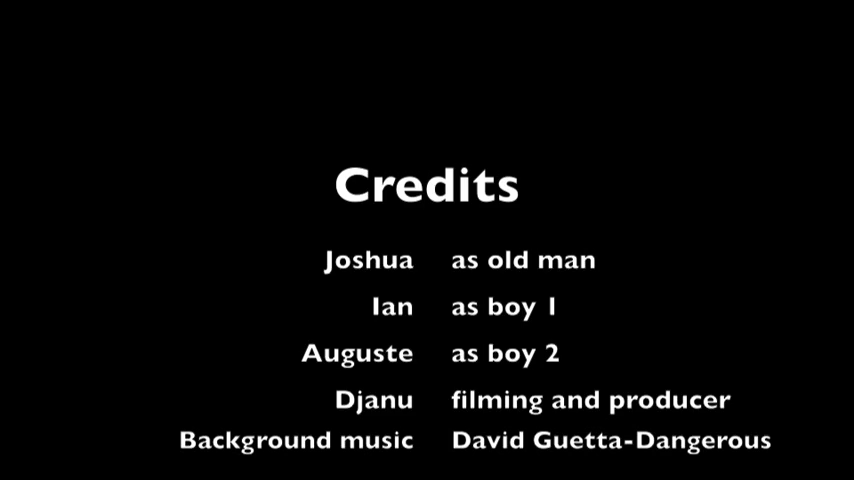 Credits
Joshua as old man
Ian as boy 1
Auguste as boy 2
Djanu filming and producer
Background music David Guetta-Dangerous